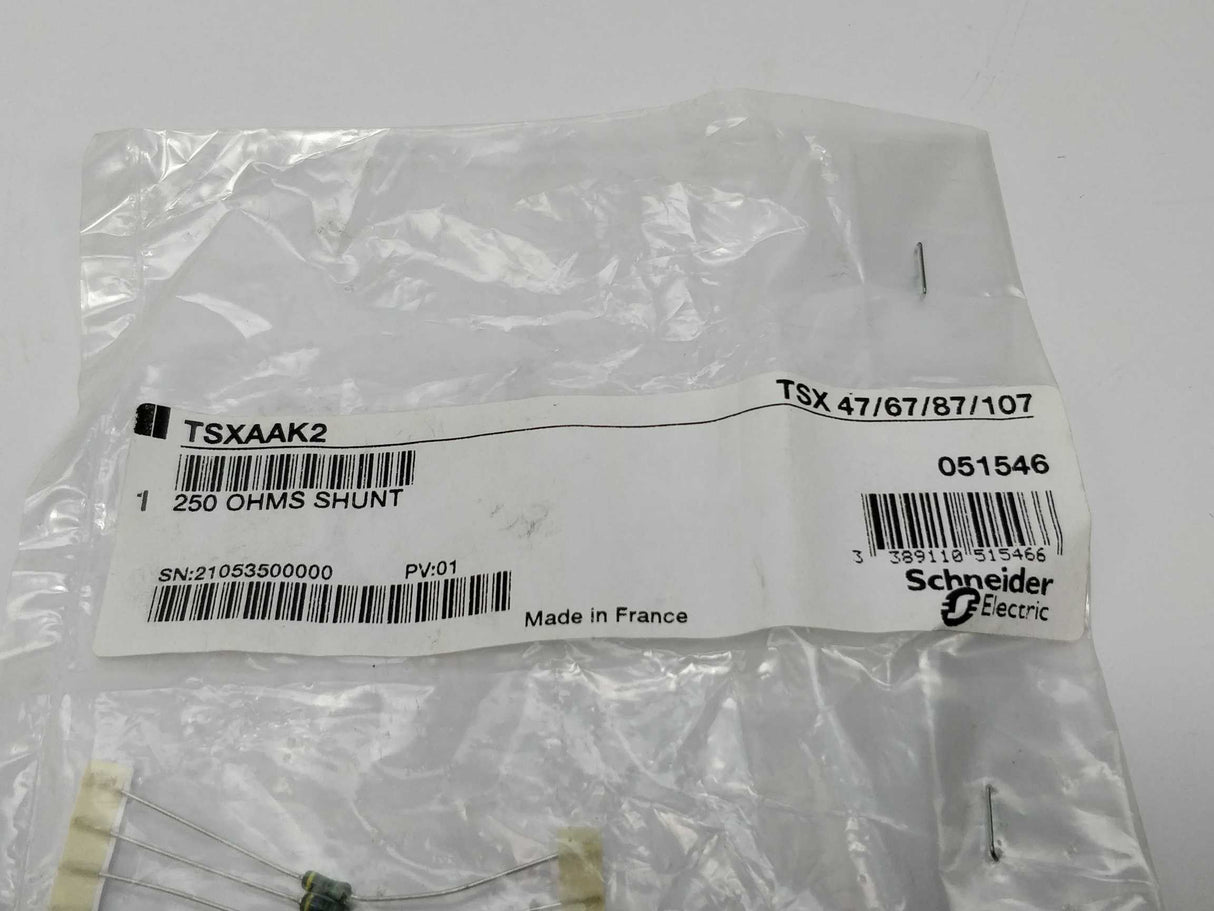 TSXAAK2
TSX 47/67/87/107
051546
1 250 OHMS SHUNT
3 389110 515466
SN:21053500000 PV:01
Schneider
Electric
Made in France